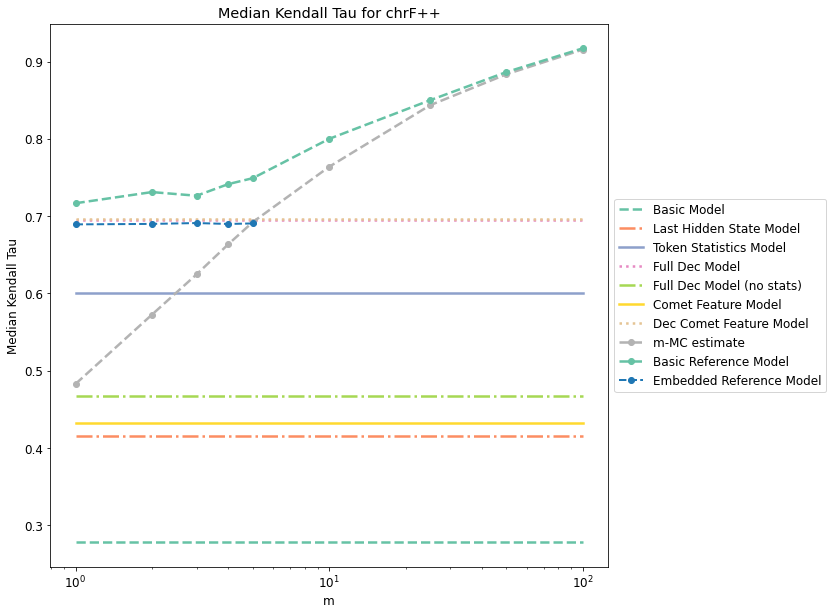 Median Kendall Tau for chrF++
Median Kendall Tau
0.9
0.8
0.7
0.6
0.5
0.4
0.3
10^0
10^1
10^2
m
Basic Model
Last Hidden State Model
Token Statistics Model
Full Dec Model
Full Dec Model (no stats)
Comet Feature Model
Dec Comet Feature Model
m-MC estimate
Basic Reference Model
Embedded Reference Model